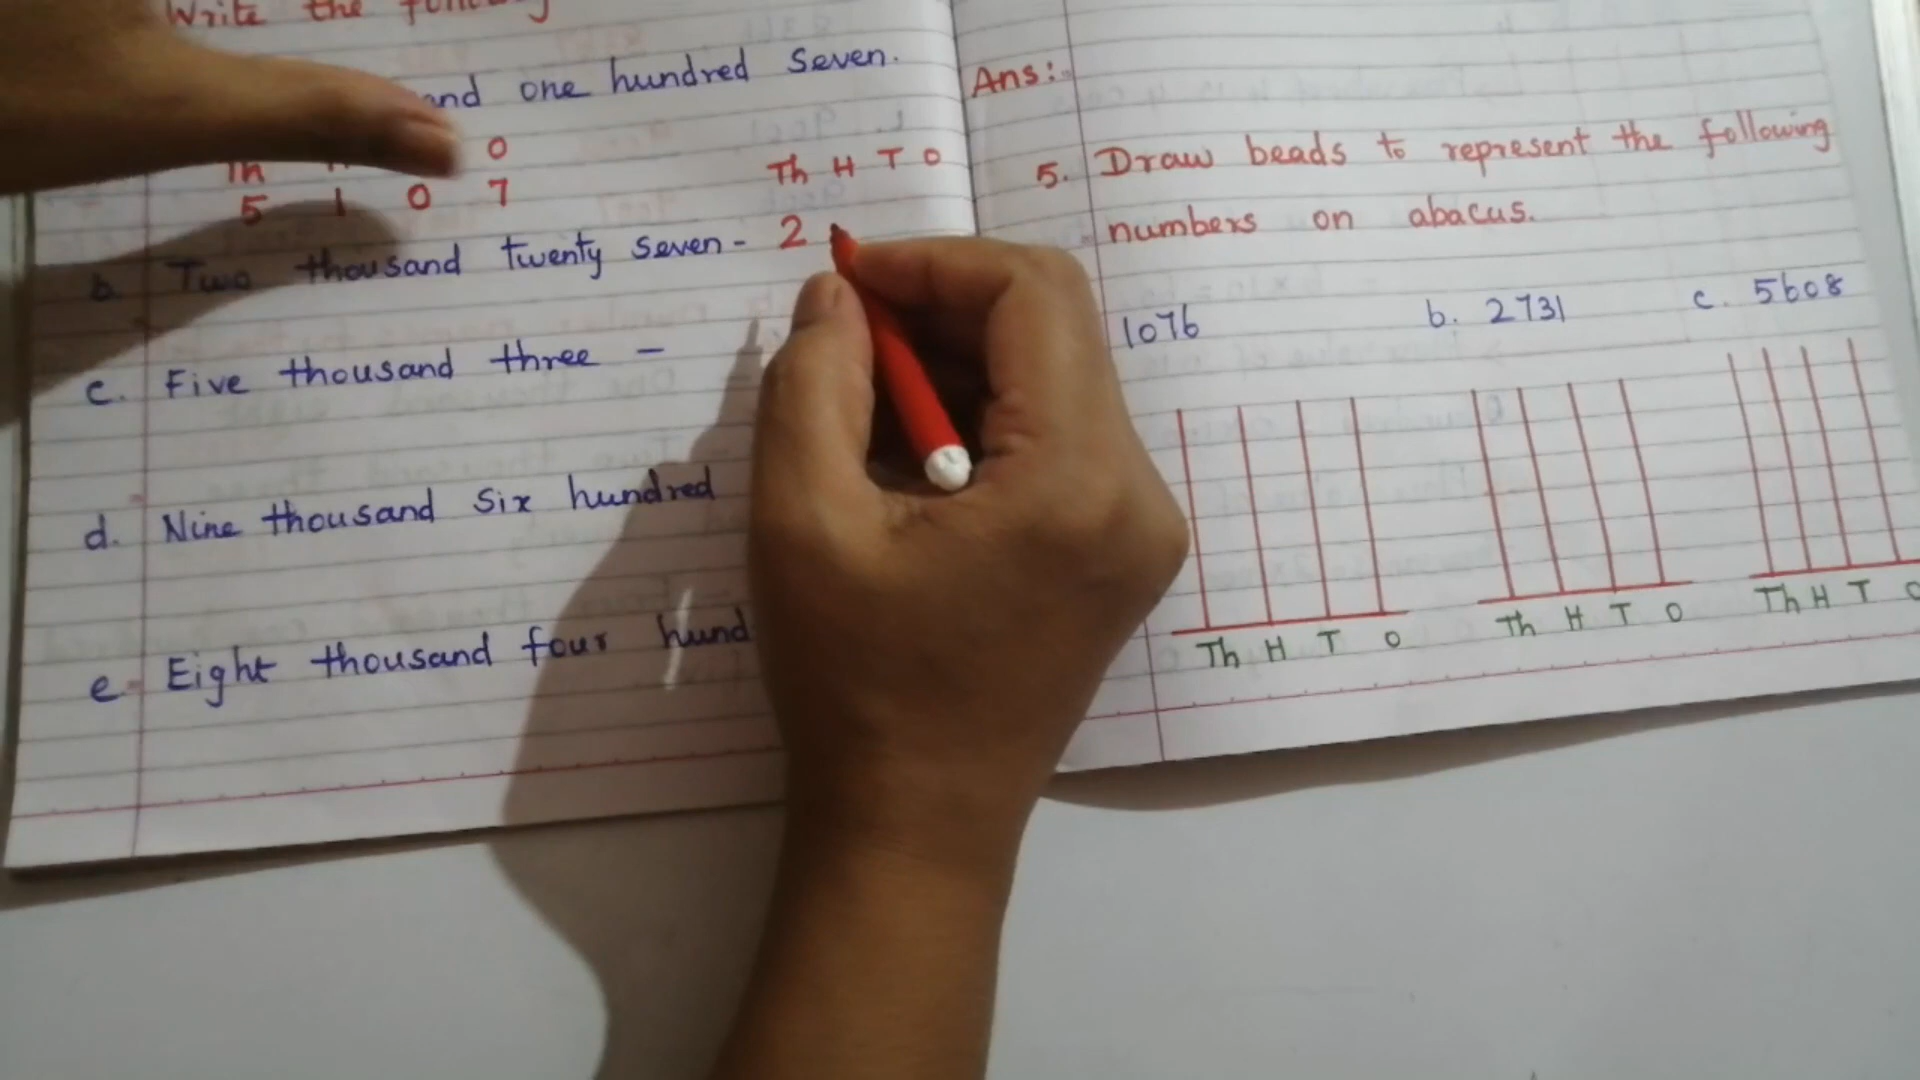 Write the
and one hundred seven.
Th O
5 1 0 7
Th H T O
b. Two thousand twenty seven - 2
c. Five thousand three -
d. Nine thousand six hundred
e. Eight thousand four hund
Ans:
5. Draw beads to represent the following
numbers on abacus.
1076 b. 2731 c. 5608
Th H T O Th H T O Th H T O